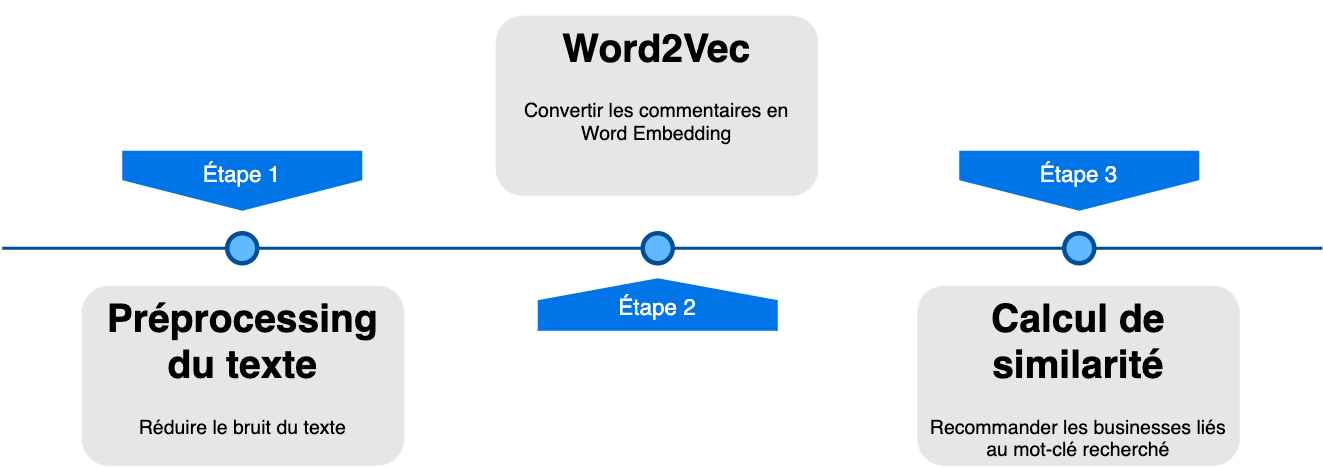 Étape 1
Préprocessing
du texte
Réduire le bruit du texte
Word2Vec
Convertir les commentaires en
Word Embedding
Étape 2
Étape 3
Calcul de
similarité
Recommander les businesses liés
au mot-clé recherché